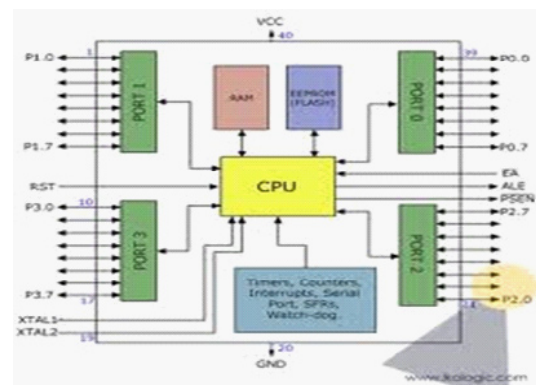 VCC
40
1
39
P1.0
P0.0
PORT 1
RAM
EEPROM
(FLASH)
PORT 0
P1.7
P0.7
EA
RST
CPU
ALE
PSEN
10
P3.0
P2.7
PORT 3
PORT 2
Timers, Counters,
Interrupts, Serial
Port, SFRs,
Watch-dog.
P3.7
P2.0
17
21
XTAL1
XTAL2
19
20
GND
www.kologic.com